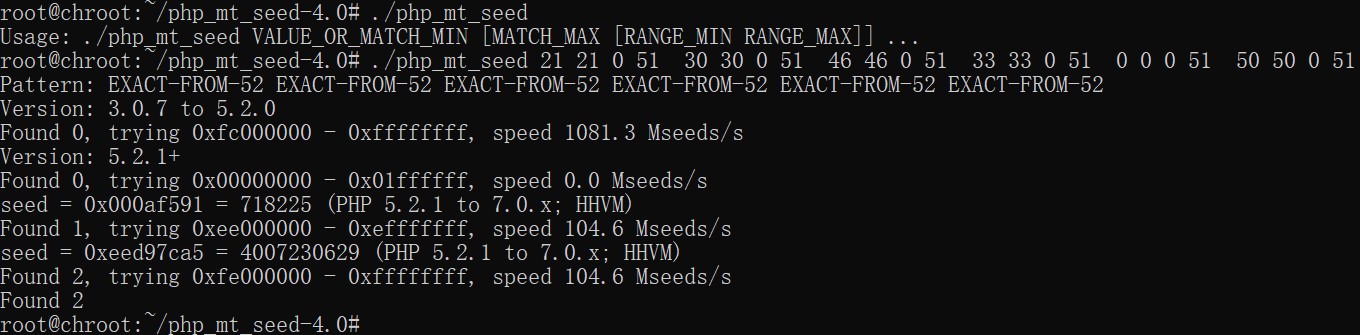 root@chroot:~/php_mt_seed-4.0# ./php_mt_seed
Usage: ./php_mt_seed VALUE_OR_MATCH_MIN [MATCH_MAX [RANGE_MIN RANGE_MAX]] ...
root@chroot:~/php_mt_seed-4.0# ./php_mt_seed 21 21 0 51  30 30 0 51  46 46 0 51  33 33 0 51  0 0 0 51  50 50 0 51
Pattern: EXACT-FROM-52 EXACT-FROM-52 EXACT-FROM-52 EXACT-FROM-52 EXACT-FROM-52 EXACT-FROM-52
Version: 3.0.7 to 5.2.0
Found 0, trying 0xfc000000 - 0xffffffff, speed 1081.3 Mseeds/s
Version: 5.2.1+
Found 0, trying 0x00000000 - 0x01ffffff, speed 0.0 Mseeds/s
seed = 0x000af591 = 718225 (PHP 5.2.1 to 7.0.x; HHVM)
Found 1, trying 0xee000000 - 0xefffffff, speed 104.6 Mseeds/s
seed = 0xeed97ca5 = 4007230629 (PHP 5.2.1 to 7.0.x; HHVM)
Found 2, trying 0xfe000000 - 0xffffffff, speed 104.6 Mseeds/s
Found 2
root@chroot:~/php_mt_seed-4.0#